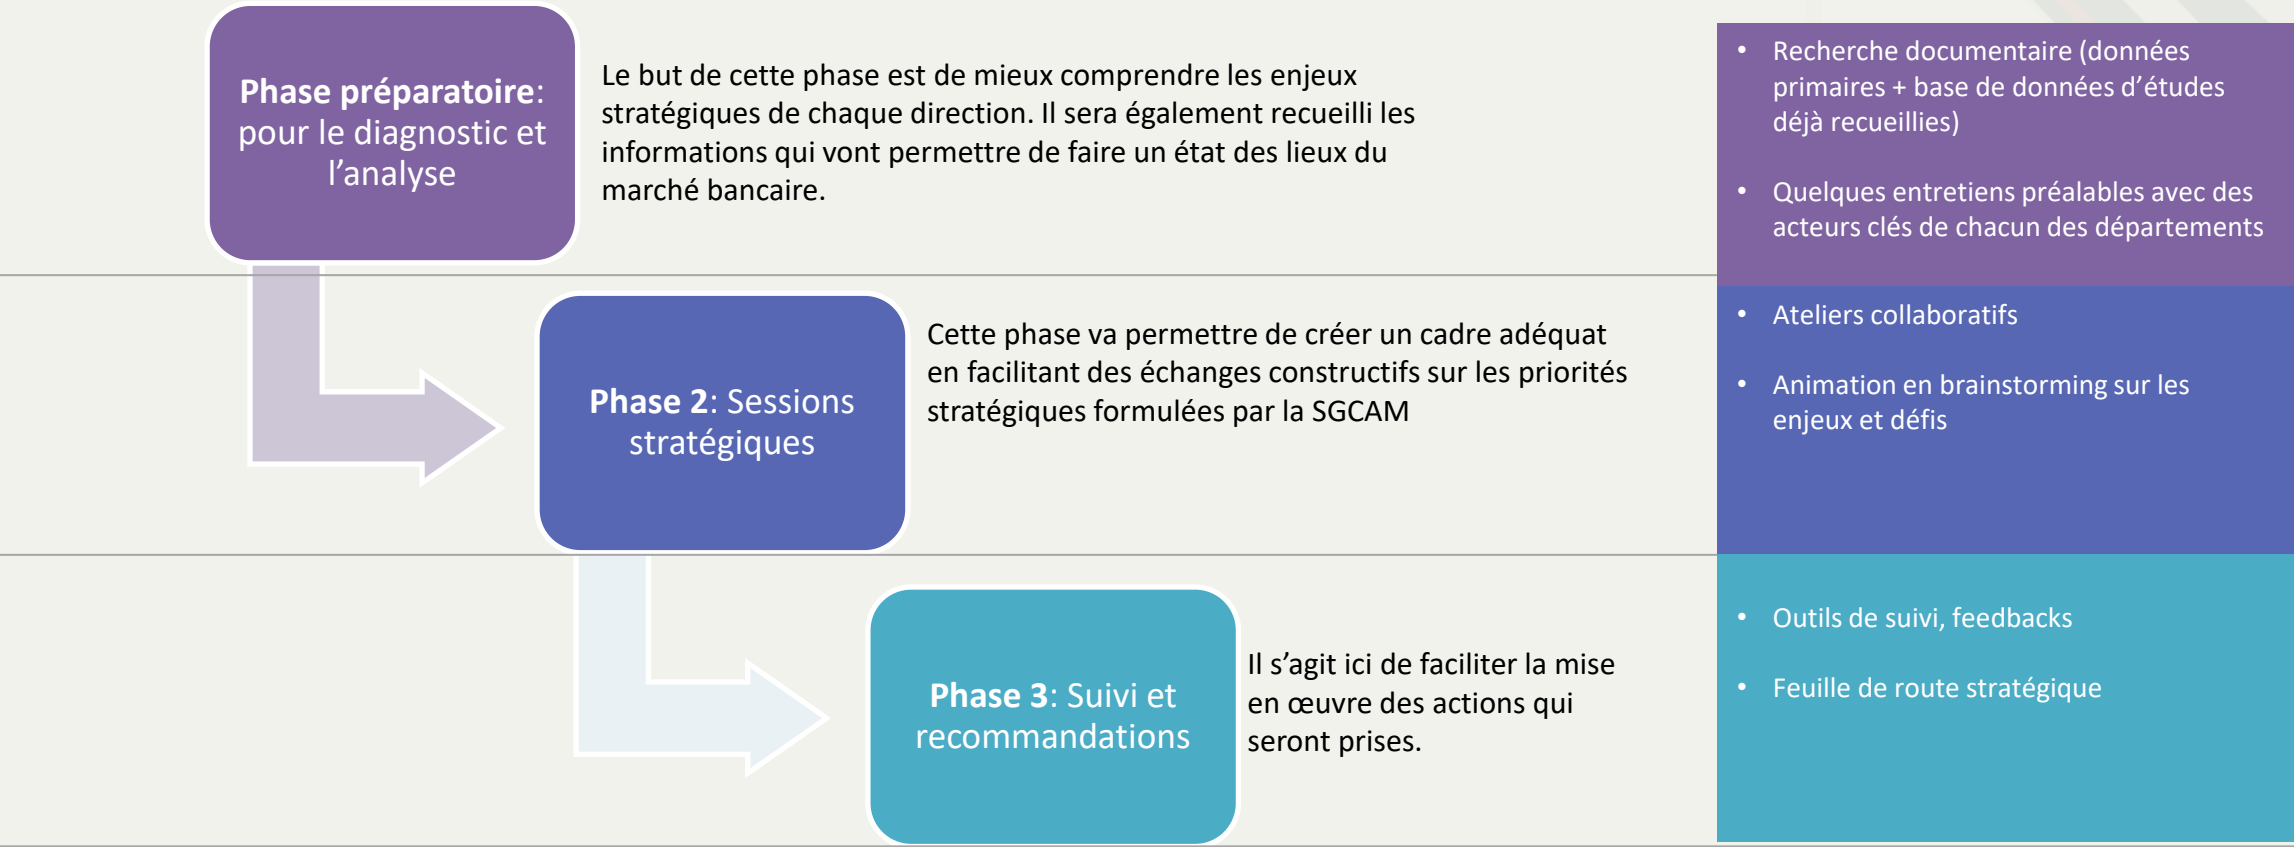 Phase préparatoire:
pour le diagnostic et
l’analyse
Le but de cette phase est de mieux comprendre les enjeux
stratégiques de chaque direction. Il sera également recueilli les
informations qui vont permettre de faire un état des lieux du
marché bancaire.
• Recherche documentaire (données
primaires + base de données d’études
déjà recueillies)
• Quelques entretiens préalables avec des
acteurs clés de chacun des départements
Phase 2: Sessions
stratégiques
Cette phase va permettre de créer un cadre adéquat
en facilitant des échanges constructifs sur les priorités
stratégiques formulées par la SGCAM
• Ateliers collaboratifs
• Animation en brainstorming sur les
enjeux et défis
Phase 3: Suivi et
recommandations
Il s’agit ici de faciliter la mise
en œuvre des actions qui
seront prises.
• Outils de suivi, feedbacks
• Feuille de route stratégique